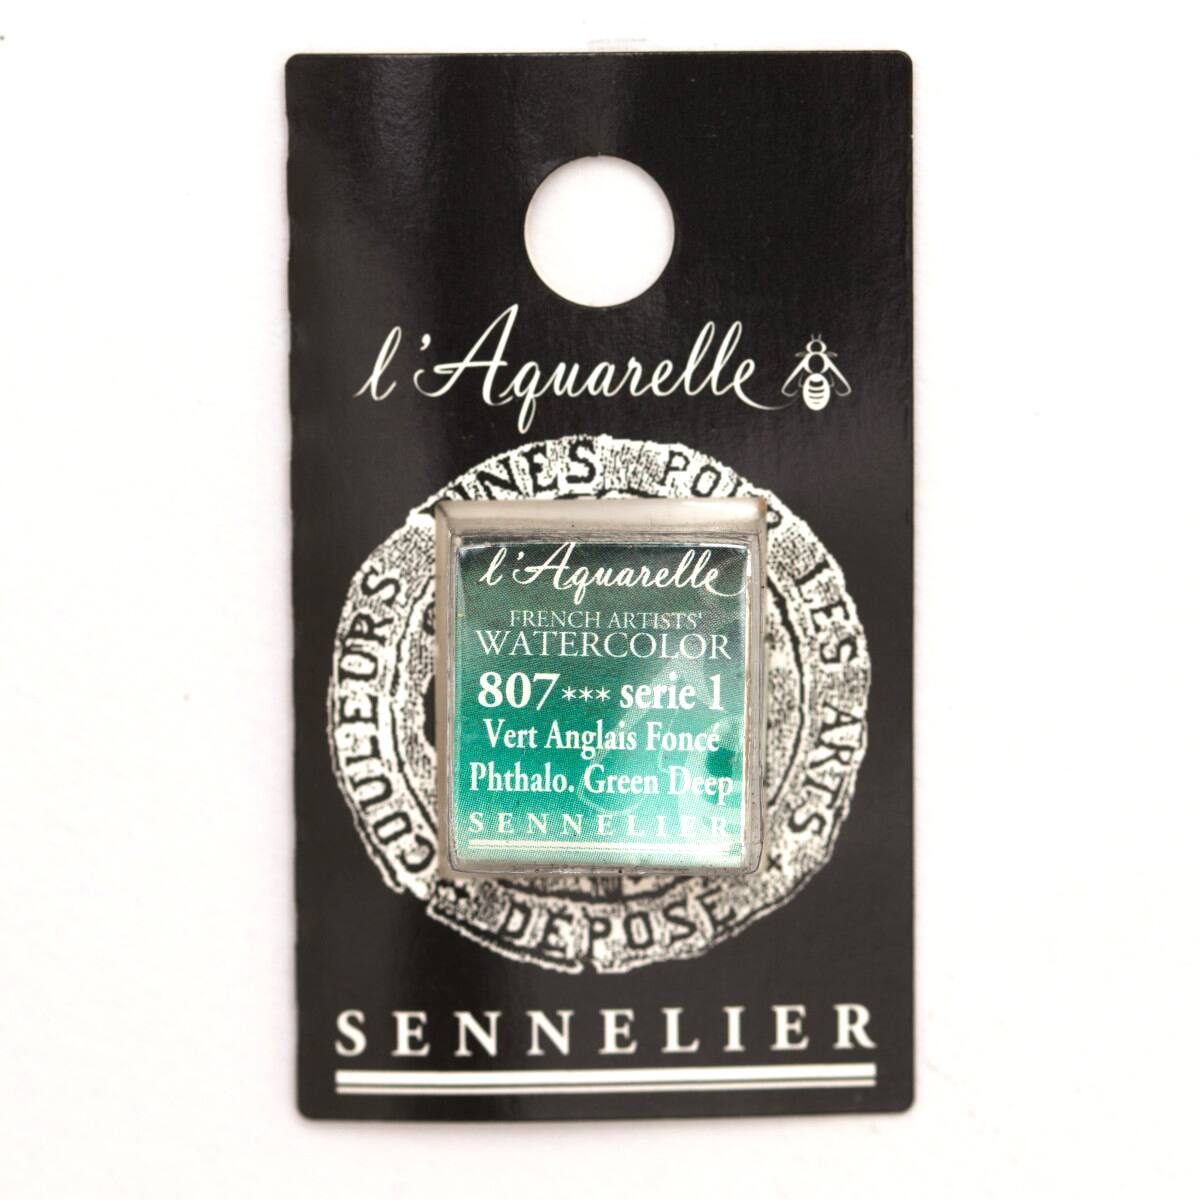 l'Aquarelle
COULEURS
POUR LES ARTS
DÉPOSÉ
l'Aquarelle
FRENCH ARTISTS'
WATERCOLOR
807*** serie 1
Vert Anglais Foncé
Phthalo. Green Deep
SENNELIER
SENNELIER